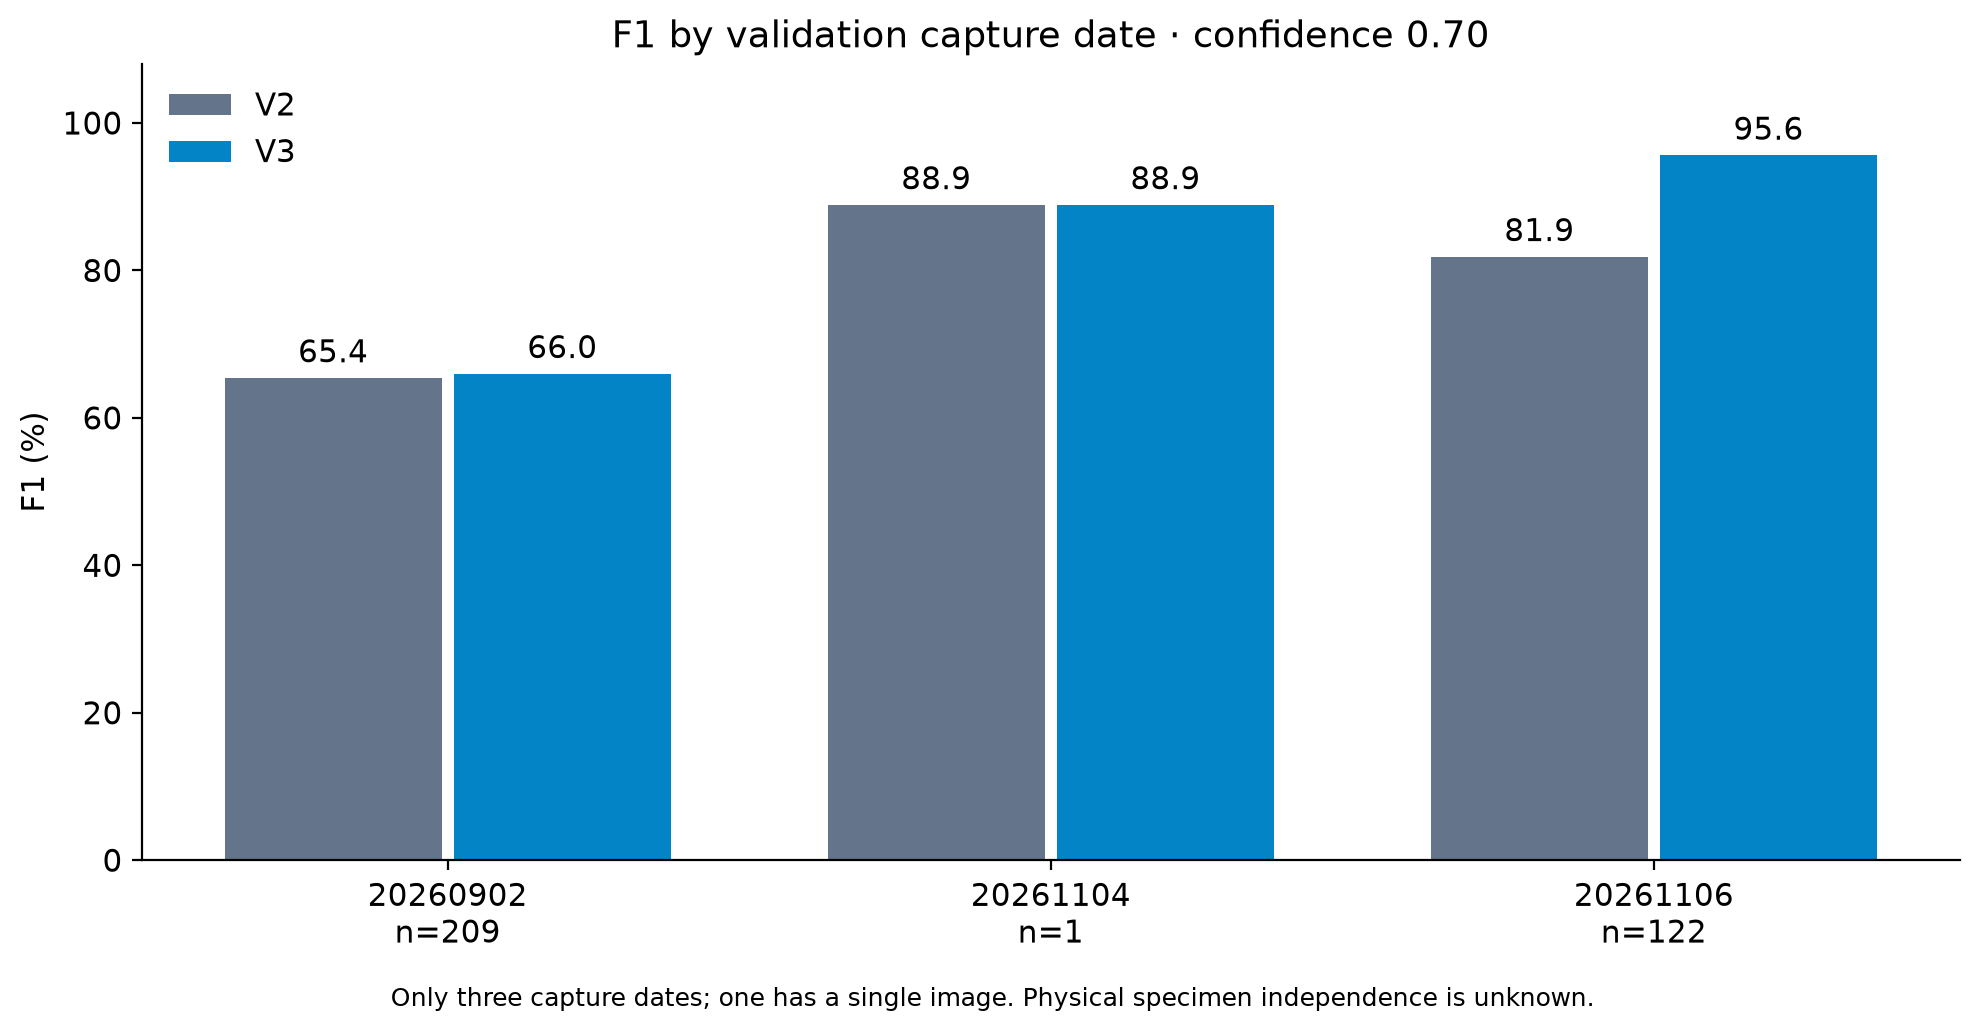 F1 by validation capture date · confidence 0.70
V2
V3
F1 (%)
100
80
60
40
20
0
65.4
66.0
88.9
88.9
81.9
95.6
20260902
n=209
20261104
n=1
20261106
n=122
Only three capture dates; one has a single image. Physical specimen independence is unknown.